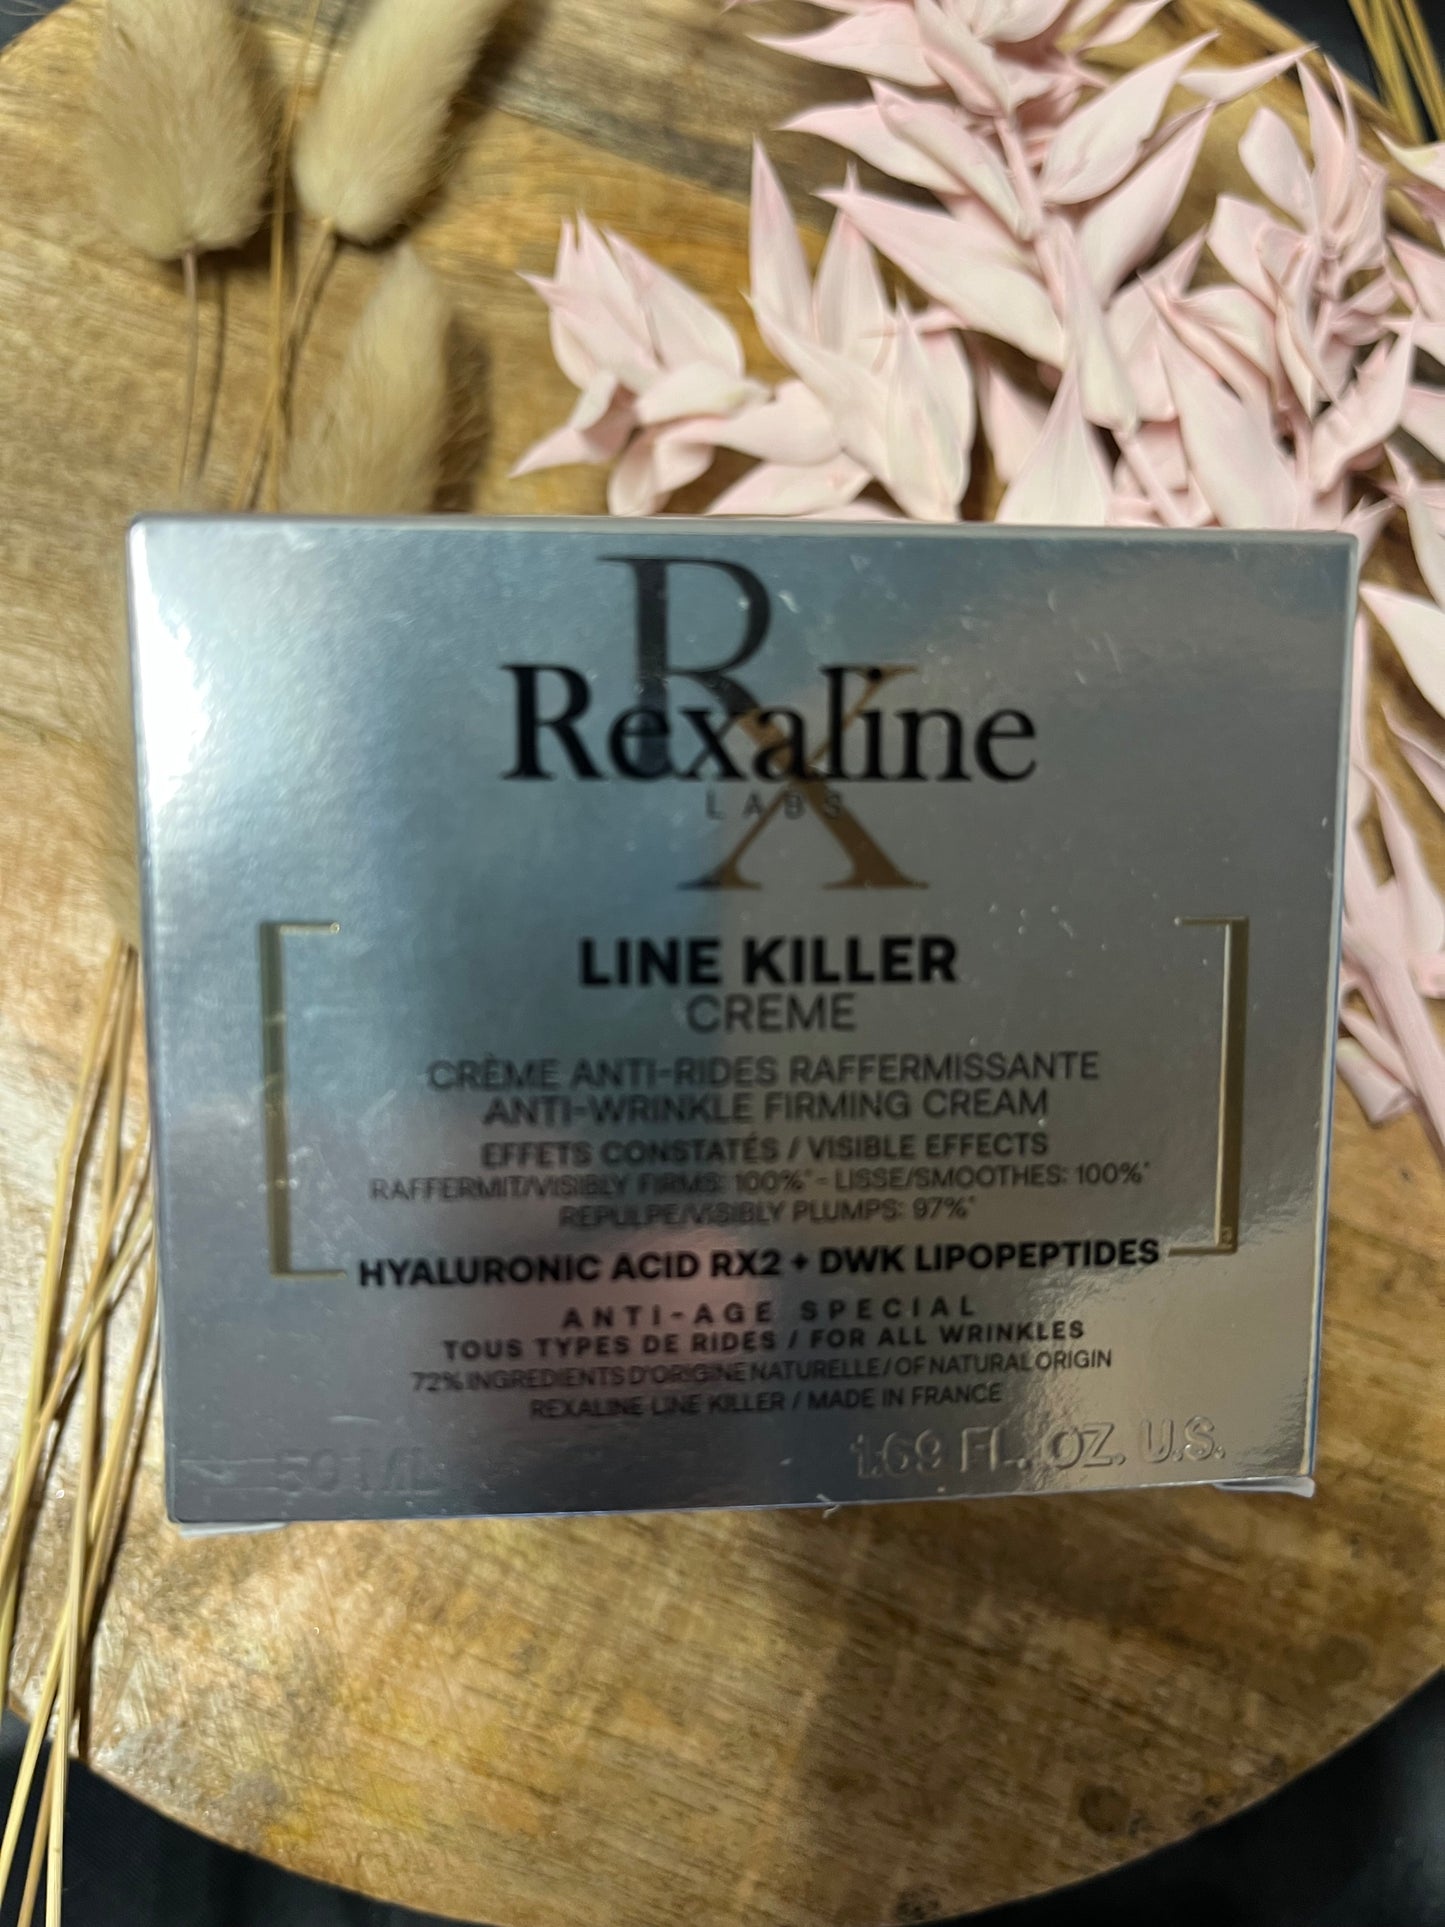 RX
Rexaline
LABS
LINE KILLER
CREME
CRÈME ANTI-RIDES RAFFERMISSANTE
ANTI-WRINKLE FIRMING CREAM
EFFETS CONSTATÉS / VISIBLE EFFECTS
RAFFERMIT/VISIBLY FIRMS: 100%* - LISSE/SMOOTHES: 100%*
REPULPE/VISIBLY PLUMPS: 97%*
HYALURONIC ACID RX2 + DWK LIPOPEPTIDES
ANTI-AGE SPECIAL
TOUS TYPES DE RIDES / FOR ALL WRINKLES
72% INGREDIENTS D'ORIGINE NATURELLE / OF NATURAL ORIGIN
REXALINE LINE KILLER / MADE IN FRANCE
50 ML 1.69 FL. OZ. U.S.